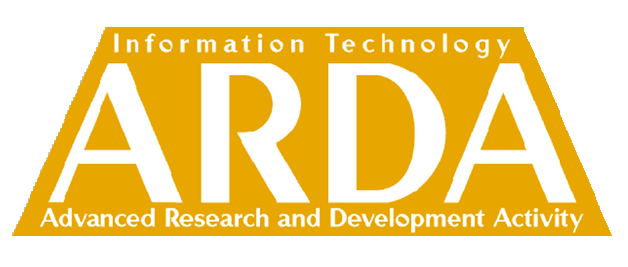 Information Technology
ARDA
Advanced Research and Development Activity